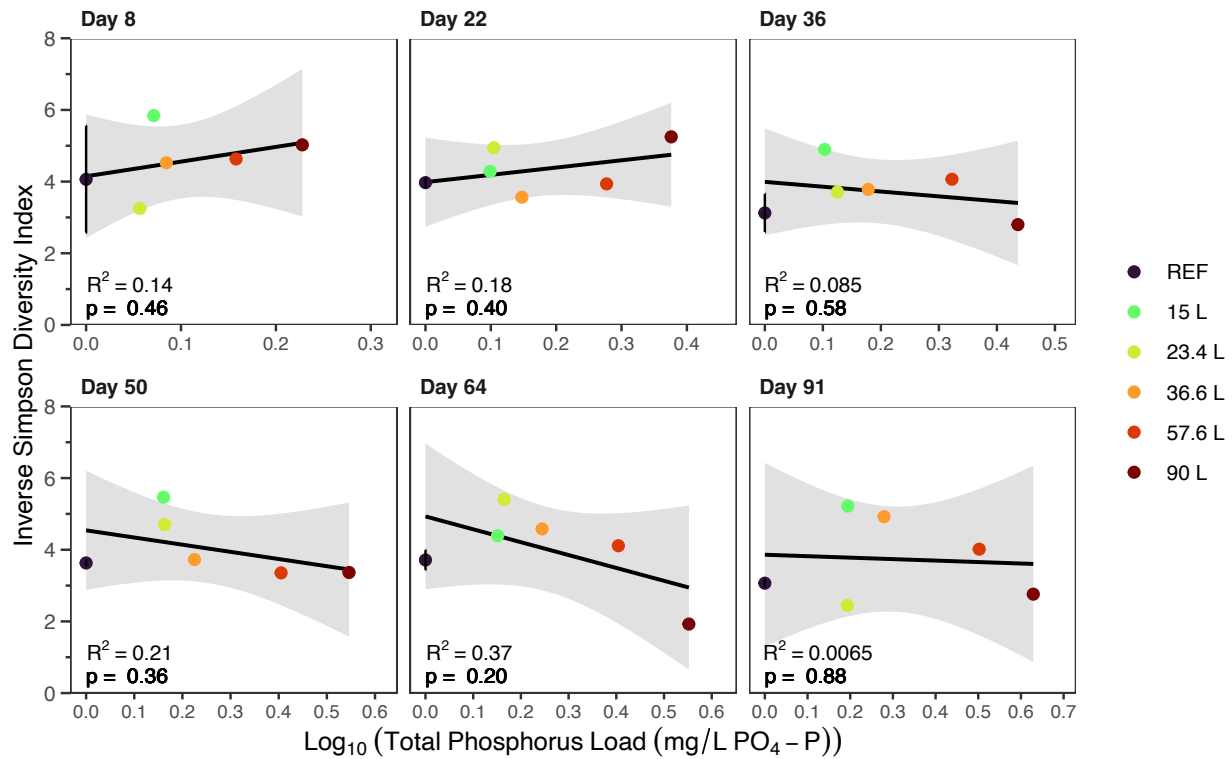 Day 8
Day 22
Day 36
8
6
4
2
0
R² = 0.14
p = 0.46
R² = 0.18
p = 0.40
R² = 0.085
p = 0.58
0.0 0.1 0.2 0.3
0.0 0.1 0.2 0.3 0.4
0.0 0.1 0.2 0.3 0.4 0.5
Day 50
Day 64
Day 91
8
6
4
2
0
R² = 0.21
p = 0.36
R² = 0.37
p = 0.20
R² = 0.0065
p = 0.88
0.0 0.1 0.2 0.3 0.4 0.5 0.6
0.0 0.1 0.2 0.3 0.4 0.5 0.6
0.0 0.1 0.2 0.3 0.4 0.5 0.6 0.7
Inverse Simpson Diversity Index
Log₁₀ (Total Phosphorus Load (mg/L PO₄ – P))
REF
15 L
23.4 L
36.6 L
57.6 L
90 L